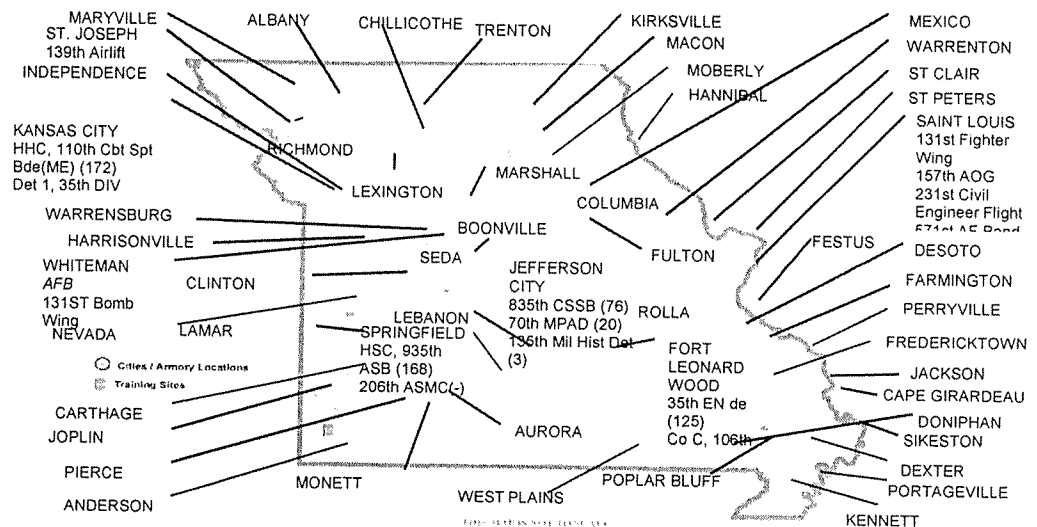 MARYVILLE
ST. JOSEPH
139th Airlift
INDEPENDENCE
ALBANY
CHILLICOTHE
TRENTON
KIRKSVILLE
MACON
MOBERLY
HANNIBAL
MEXICO
WARRENTON
ST CLAIR
ST PETERS
SAINT LOUIS
131st Fighter
Wing
157th AOG
231st Civil
Engineer Flight
571st AF Band
KANSAS CITY
HHC, 110th Cbt Spt
Bde(ME) (172)
Det 1, 35th DIV
RICHMOND
LEXINGTON
MARSHALL
COLUMBIA
WARRENSBURG
HARRISONVILLE
WHITEMAN
AFB
131ST Bomb
Wing
NEVADA
BOONVILLE
SEDA
CLINTON
LAMAR
FULTON
FESTUS
DESOTO
FARMINGTON
PERRYVILLE
FREDERICKTOWN
JEFFERSON
CITY
835th CSSB (76)
70th MPAD (20)
135th Mil Hist Det
(3)
ROLLA
LEBANON
SPRINGFIELD
HSC, 935th
ASB (168)
206th ASMC(-)
FORT
LEONARD
WOOD
35th EN de
(125)
Co C, 106th
Cities / Armory Locations
Training Sites
CARTHAGE
JOPLIN
PIERCE
ANDERSON
MONETT
AURORA
WEST PLAINS
POPLAR BLUFF
JACKSON
CAPE GIRARDEAU
DONIPHAN
SIKESTON
DEXTER
PORTAGEVILLE
KENNETT